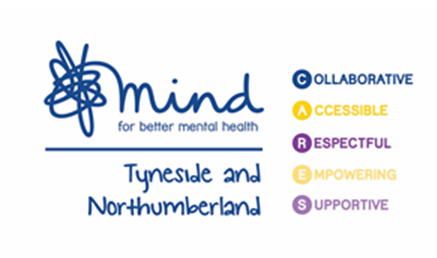 mind
for better mental health
Tyneside and
Northumberland
COLLABORATIVE
ACCESSIBLE
RESPECTFUL
EMPOWERING
SUPPORTIVE